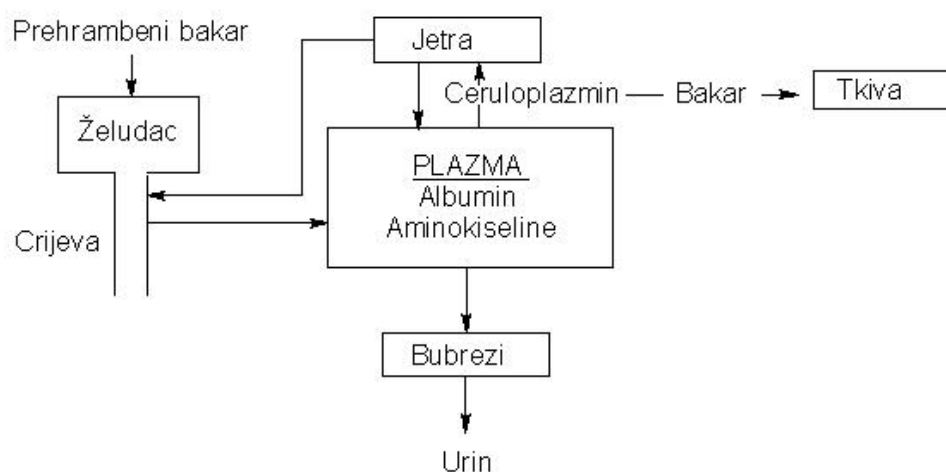 Prehrambeni bakar
Jetra
Ceruloplazmin
Bakar
Tkiva
Želudac
PLAZMA
Albumin
Aminokiseline
Crijeva
Bubrezi
Urin